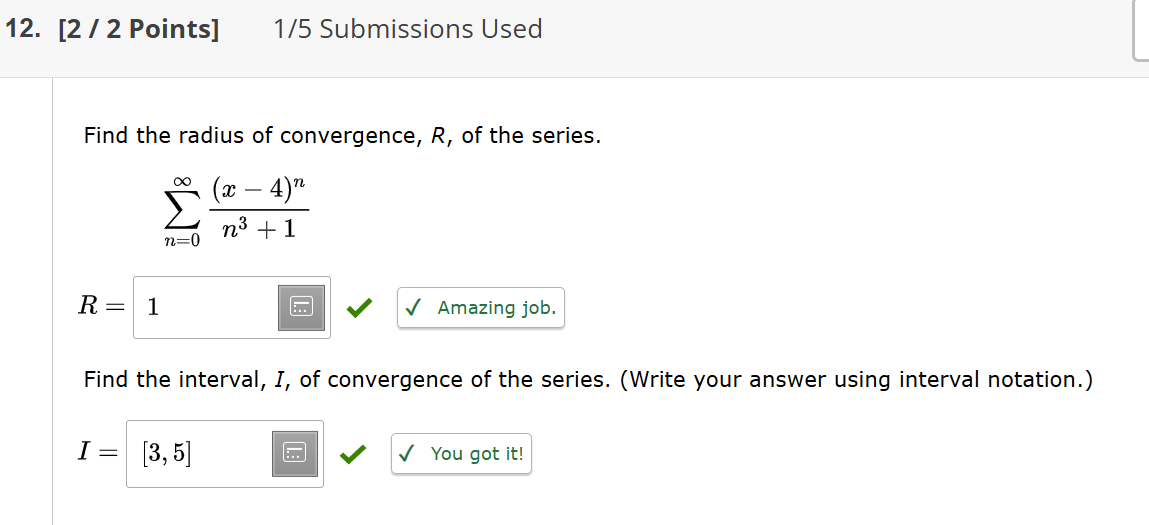 12. [2 / 2 Points] 1/5 Submissions Used
Find the radius of convergence, R, of the series.
∞
∑ (x − 4)ⁿ / (n³ + 1)
n=0
R = 1 ✓ Amazing job.
Find the interval, I, of convergence of the series. (Write your answer using interval notation.)
I = [3, 5] ✓ You got it!